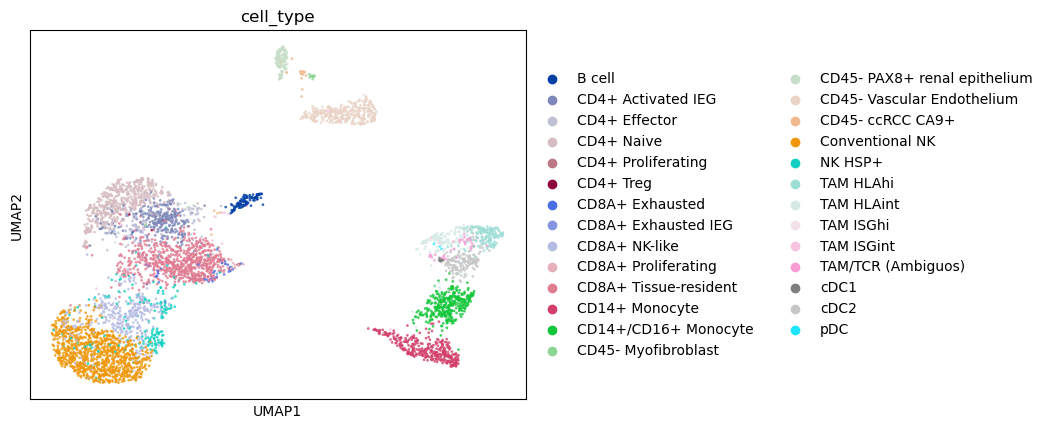 cell_type
UMAP2
UMAP1
B cell
CD4+ Activated IEG
CD4+ Effector
CD4+ Naive
CD4+ Proliferating
CD4+ Treg
CD8A+ Exhausted
CD8A+ Exhausted IEG
CD8A+ NK-like
CD8A+ Proliferating
CD8A+ Tissue-resident
CD14+ Monocyte
CD14+/CD16+ Monocyte
CD45- Myofibroblast
CD45- PAX8+ renal epithelium
CD45- Vascular Endothelium
CD45- ccRCC CA9+
Conventional NK
NK HSP+
TAM HLAhi
TAM HLAint
TAM ISGhi
TAM ISGint
TAM/TCR (Ambiguos)
cDC1
cDC2
pDC